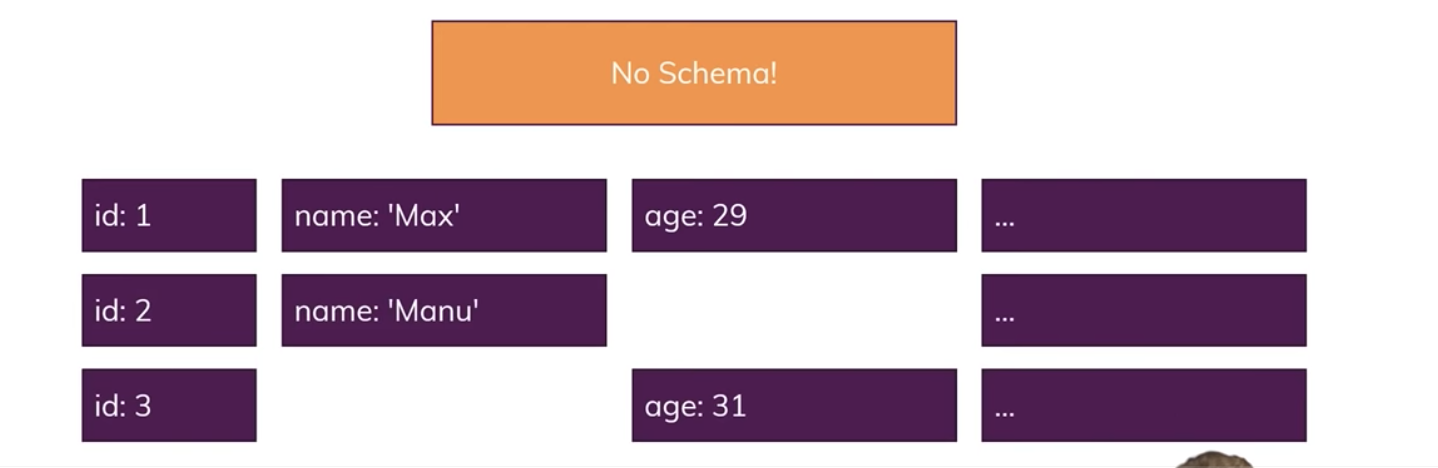 No Schema!
id: 1 name: 'Max' age: 29 ...
id: 2 name: 'Manu' ...
id: 3 age: 31 ...